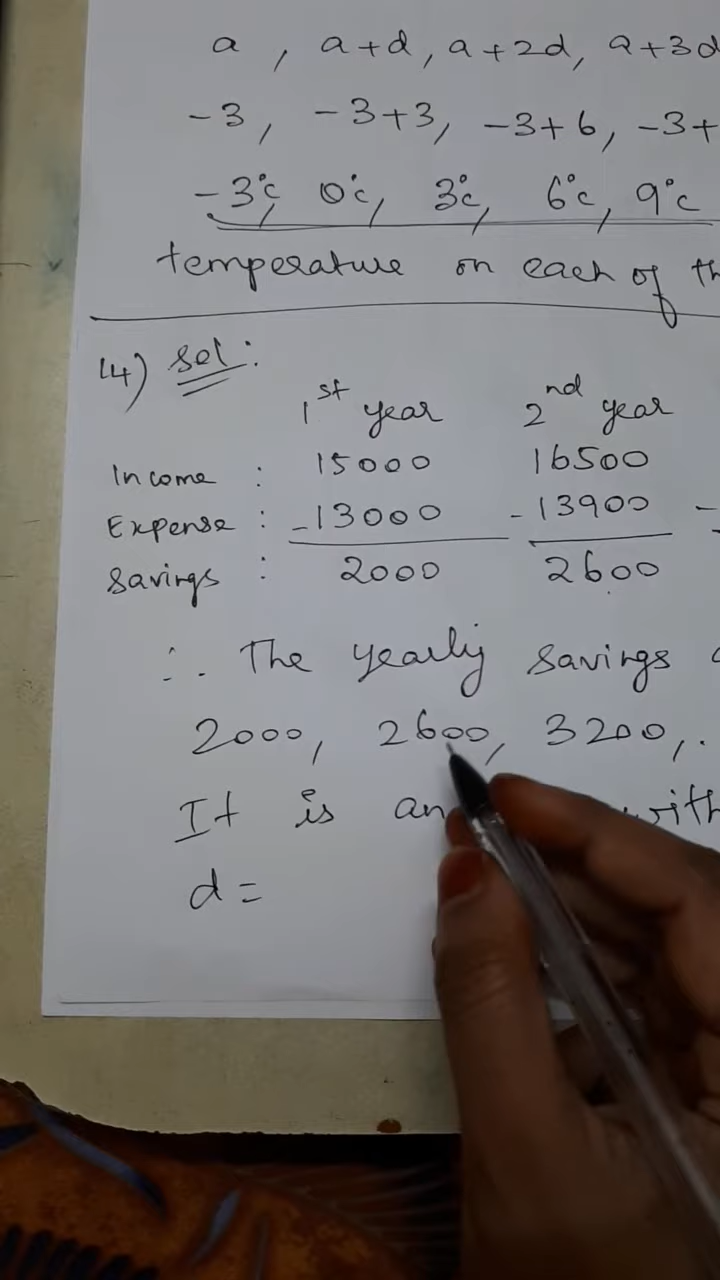 a , a+d, a+2d, a+3d
-3, -3+3, -3+6, -3+
-3°c, 0°c, 3°c, 6°c, 9°c
temperature on each of th
14) Sol:
1st year 2nd year
Income : 15000 16500
Expense : -13000 -13900 -
Savings : 2000 2600
∴ The yearly savings
2000, 2600, 3200, .
It is an with
d =